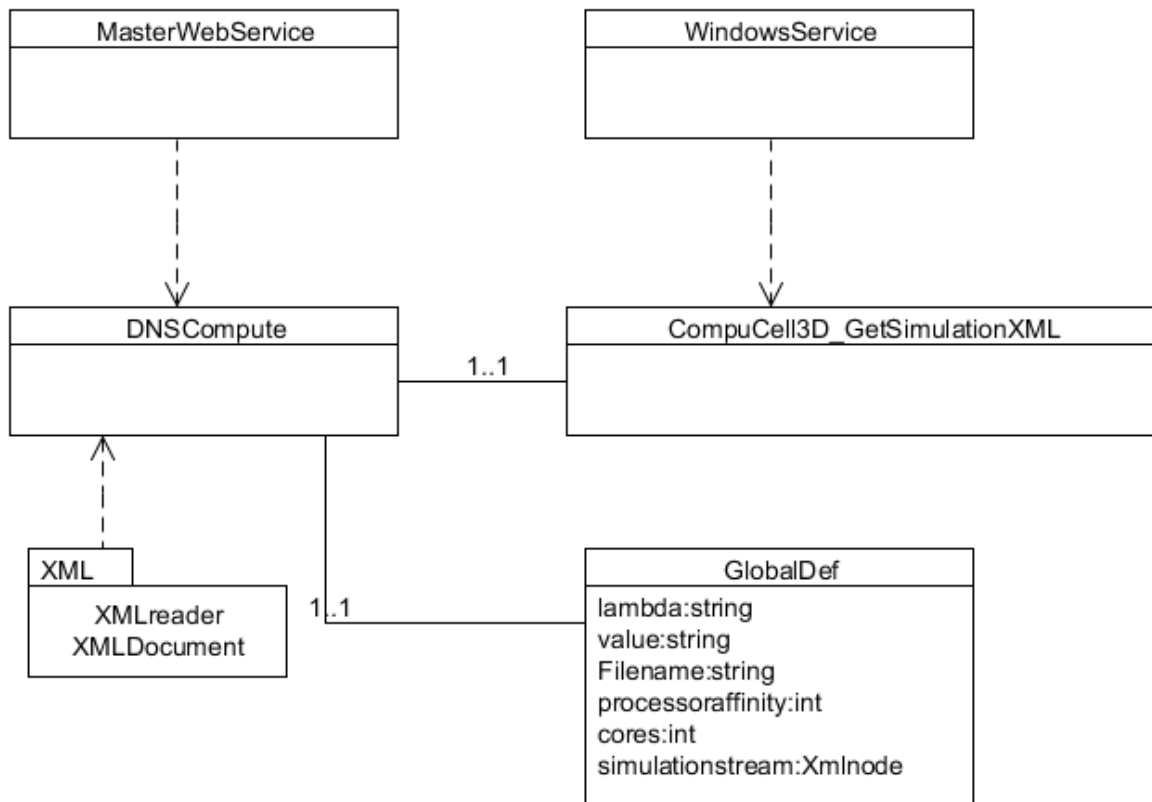 MasterWebService
WindowsService
DNSCompute
CompuCell3D_GetSimulationXML
1..1
XML
XMLreader
XMLDocument
1..1
GlobalDef
lambda:string
value:string
Filename:string
processoraffinity:int
cores:int
simulationstream:Xmlnode